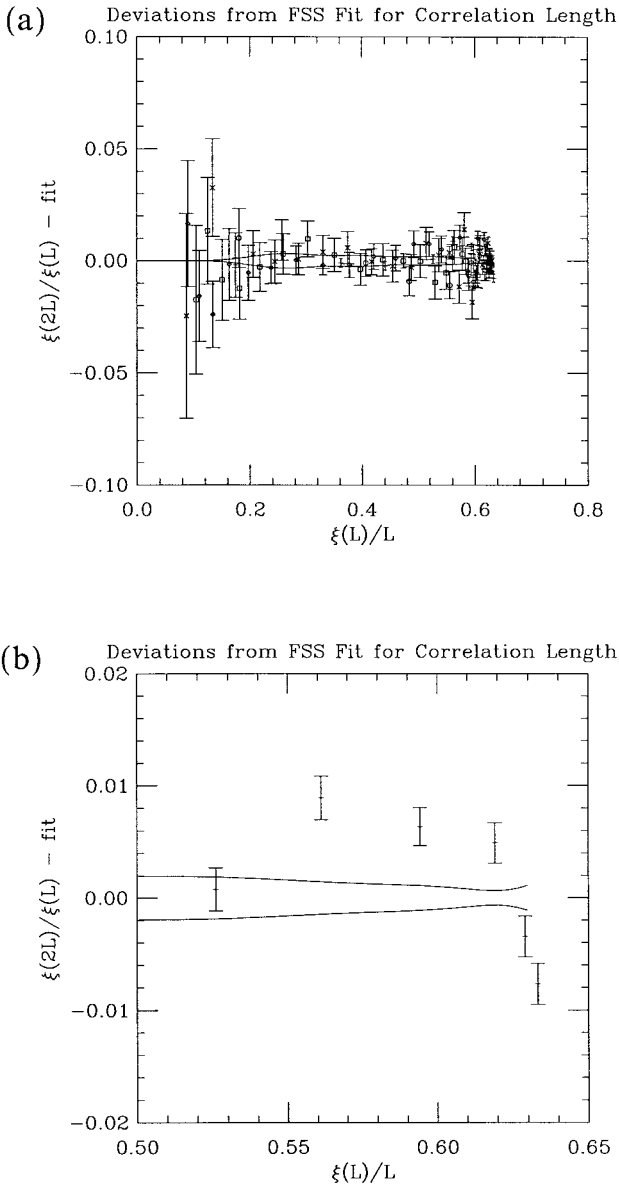 (a)
Deviations from FSS Fit for Correlation Length
0.10
0.05
0.00
−0.05
−0.10
ξ(2L)/ξ(L) − fit
0.0 0.2 0.4 0.6 0.8
ξ(L)/L
(b)
Deviations from FSS Fit for Correlation Length
0.02
0.01
0.00
−0.01
−0.02
ξ(2L)/ξ(L) − fit
0.50 0.55 0.60 0.65
ξ(L)/L